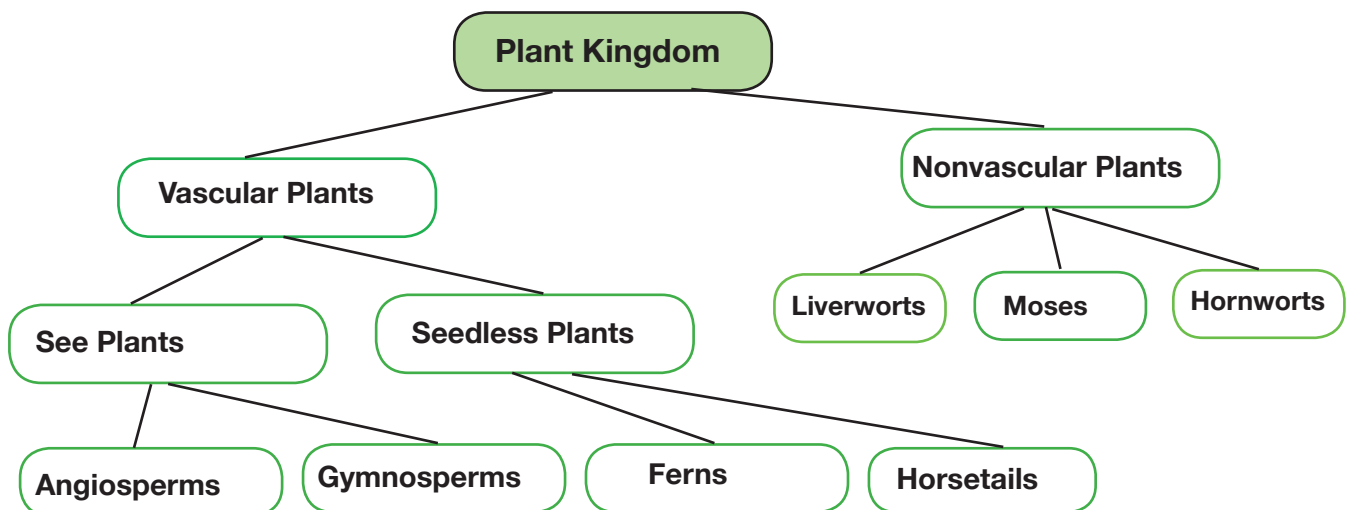 Plant Kingdom
Vascular Plants
Nonvascular Plants
See Plants
Seedless Plants
Liverworts
Moses
Hornworts
Angiosperms
Gymnosperms
Ferns
Horsetails